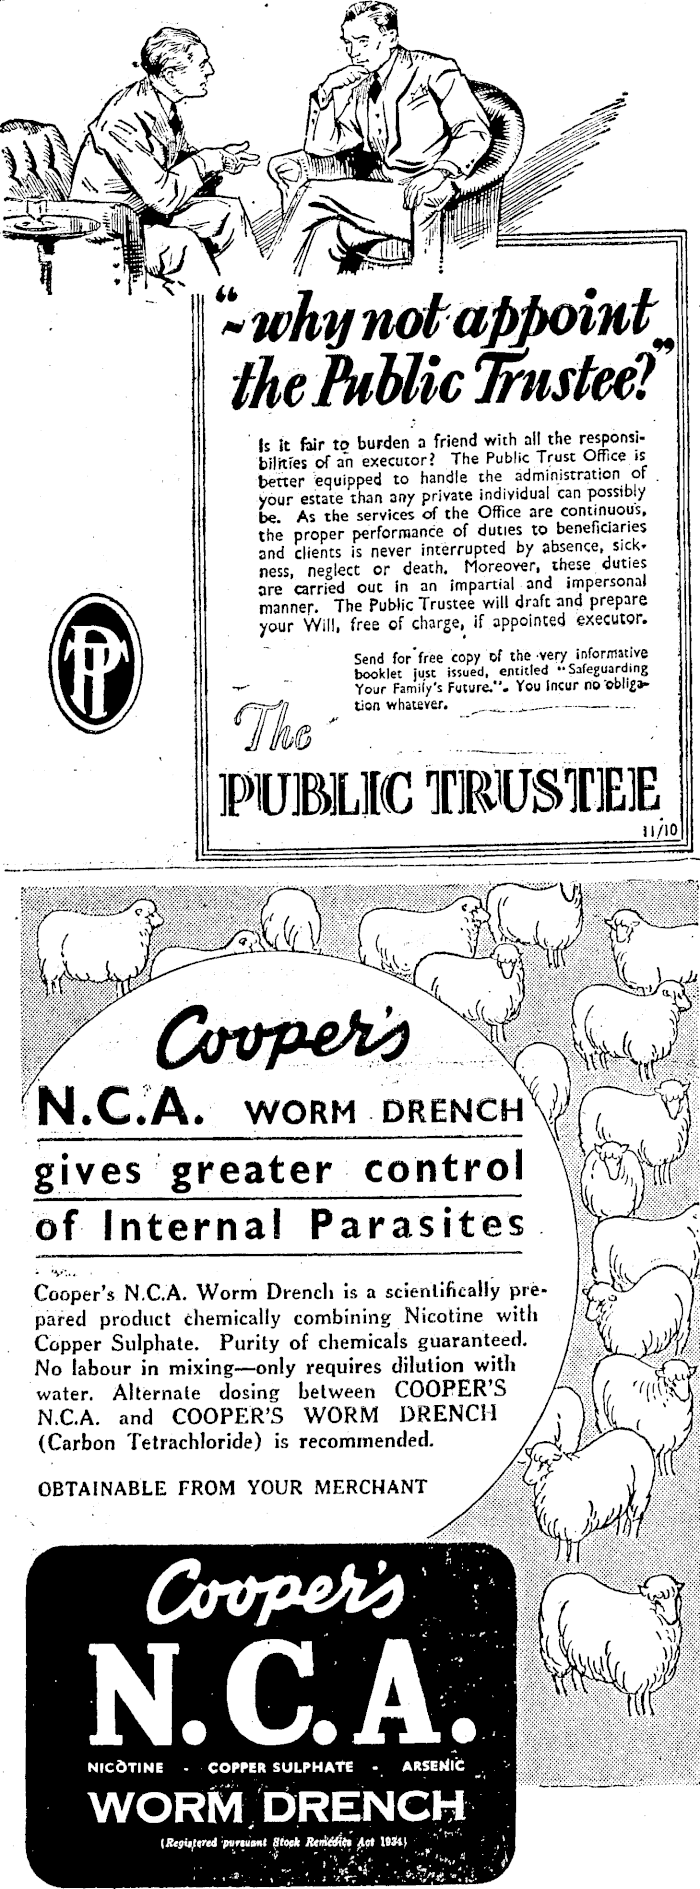 “~why not appoint
the Public Trustee?”
Is it fair to burden a friend with all the responsi-
bilities of an executor? The Public Trust Office is
better equipped to handle the administration of
your estate than any private individual can possibly
be. As the services of the Office are continuous,
the proper performance of duties to beneficiaries
and clients is never interrupted by absence, sick-
ness, neglect or death. Moreover, these duties
are carried out in an impartial and impersonal
manner. The Public Trustee will draft and prepare
your Will, free of charge, if appointed executor.
Send for free copy of the very informative
booklet just issued, entitled “Safeguarding
Your Family's Future.”. You incur no obliga-
tion whatever.
PT
The
PUBLIC TRUSTEE
11/10
Cooper's
N.C.A. WORM DRENCH
gives greater control
of Internal Parasites
Cooper's N.C.A. Worm Drench is a scientifically pre-
pared product chemically combining Nicotine with
Copper Sulphate. Purity of chemicals guaranteed.
No labour in mixing—only requires dilution with
water. Alternate dosing between COOPER'S
N.C.A. and COOPER'S WORM DRENCH
(Carbon Tetrachloride) is recommended.
OBTAINABLE FROM YOUR MERCHANT
Cooper's
N.C.A.
NICOTINE - COPPER SULPHATE - ARSENIC
WORM DRENCH
(Registered pursuant Stock Remedies Act 1934)